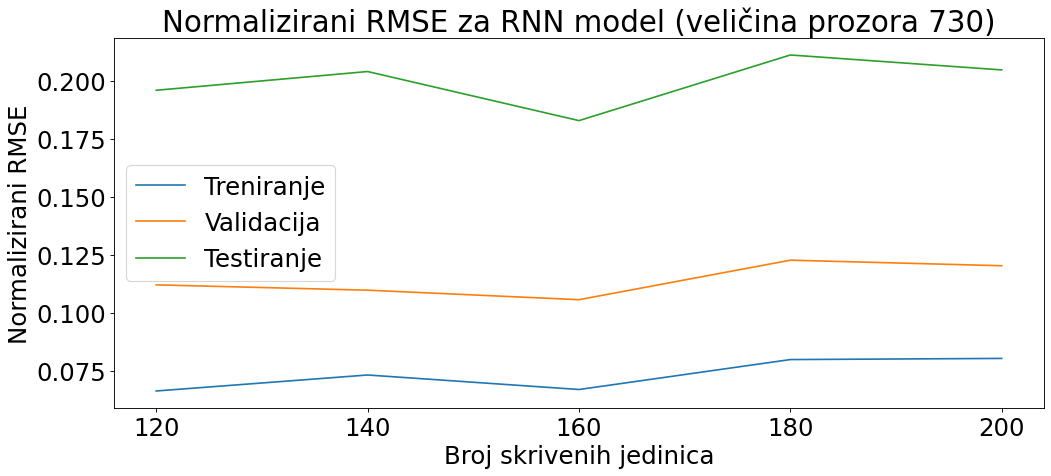 Normalizirani RMSE za RNN model (veličina prozora 730)
Normalizirani RMSE
0.200
0.175
0.150
0.125
0.100
0.075
Treniranje
Validacija
Testiranje
120 140 160 180 200
Broj skrivenih jedinica